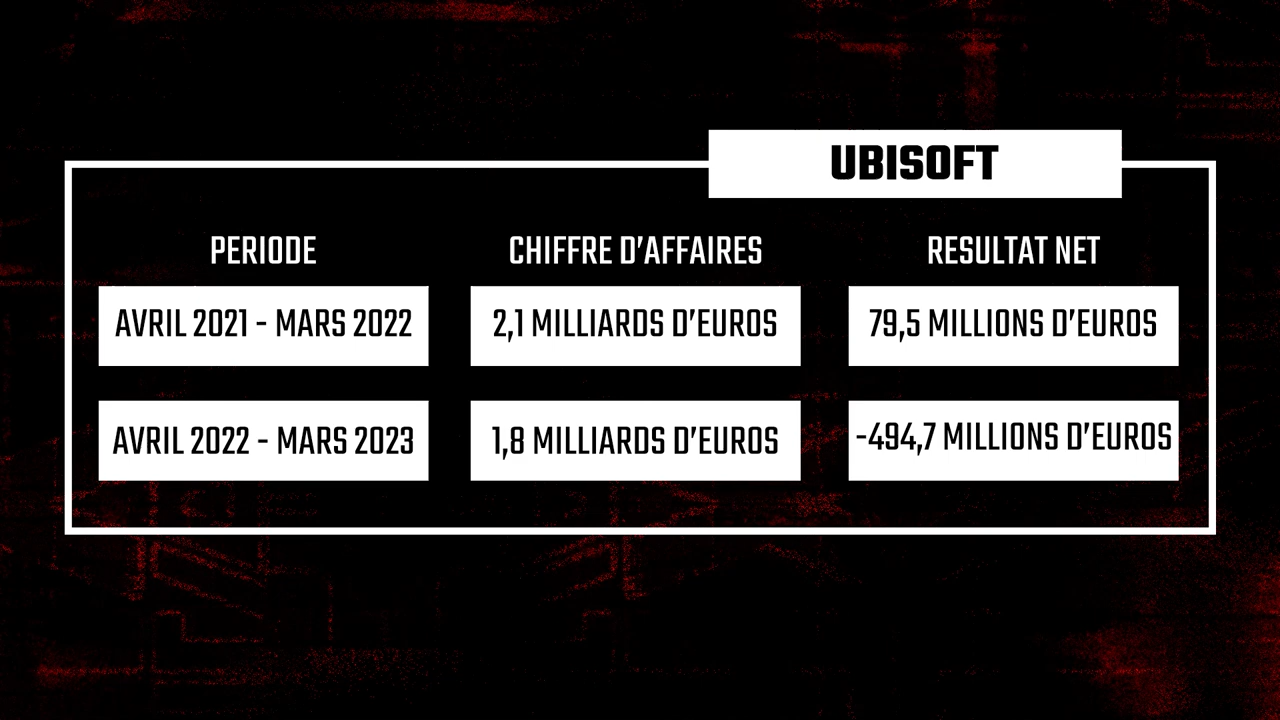 UBISOFT
PERIODE CHIFFRE D’AFFAIRES RESULTAT NET
AVRIL 2021 - MARS 2022 2,1 MILLIARDS D’EUROS 79,5 MILLIONS D’EUROS
AVRIL 2022 - MARS 2023 1,8 MILLIARDS D’EUROS -494,7 MILLIONS D’EUROS